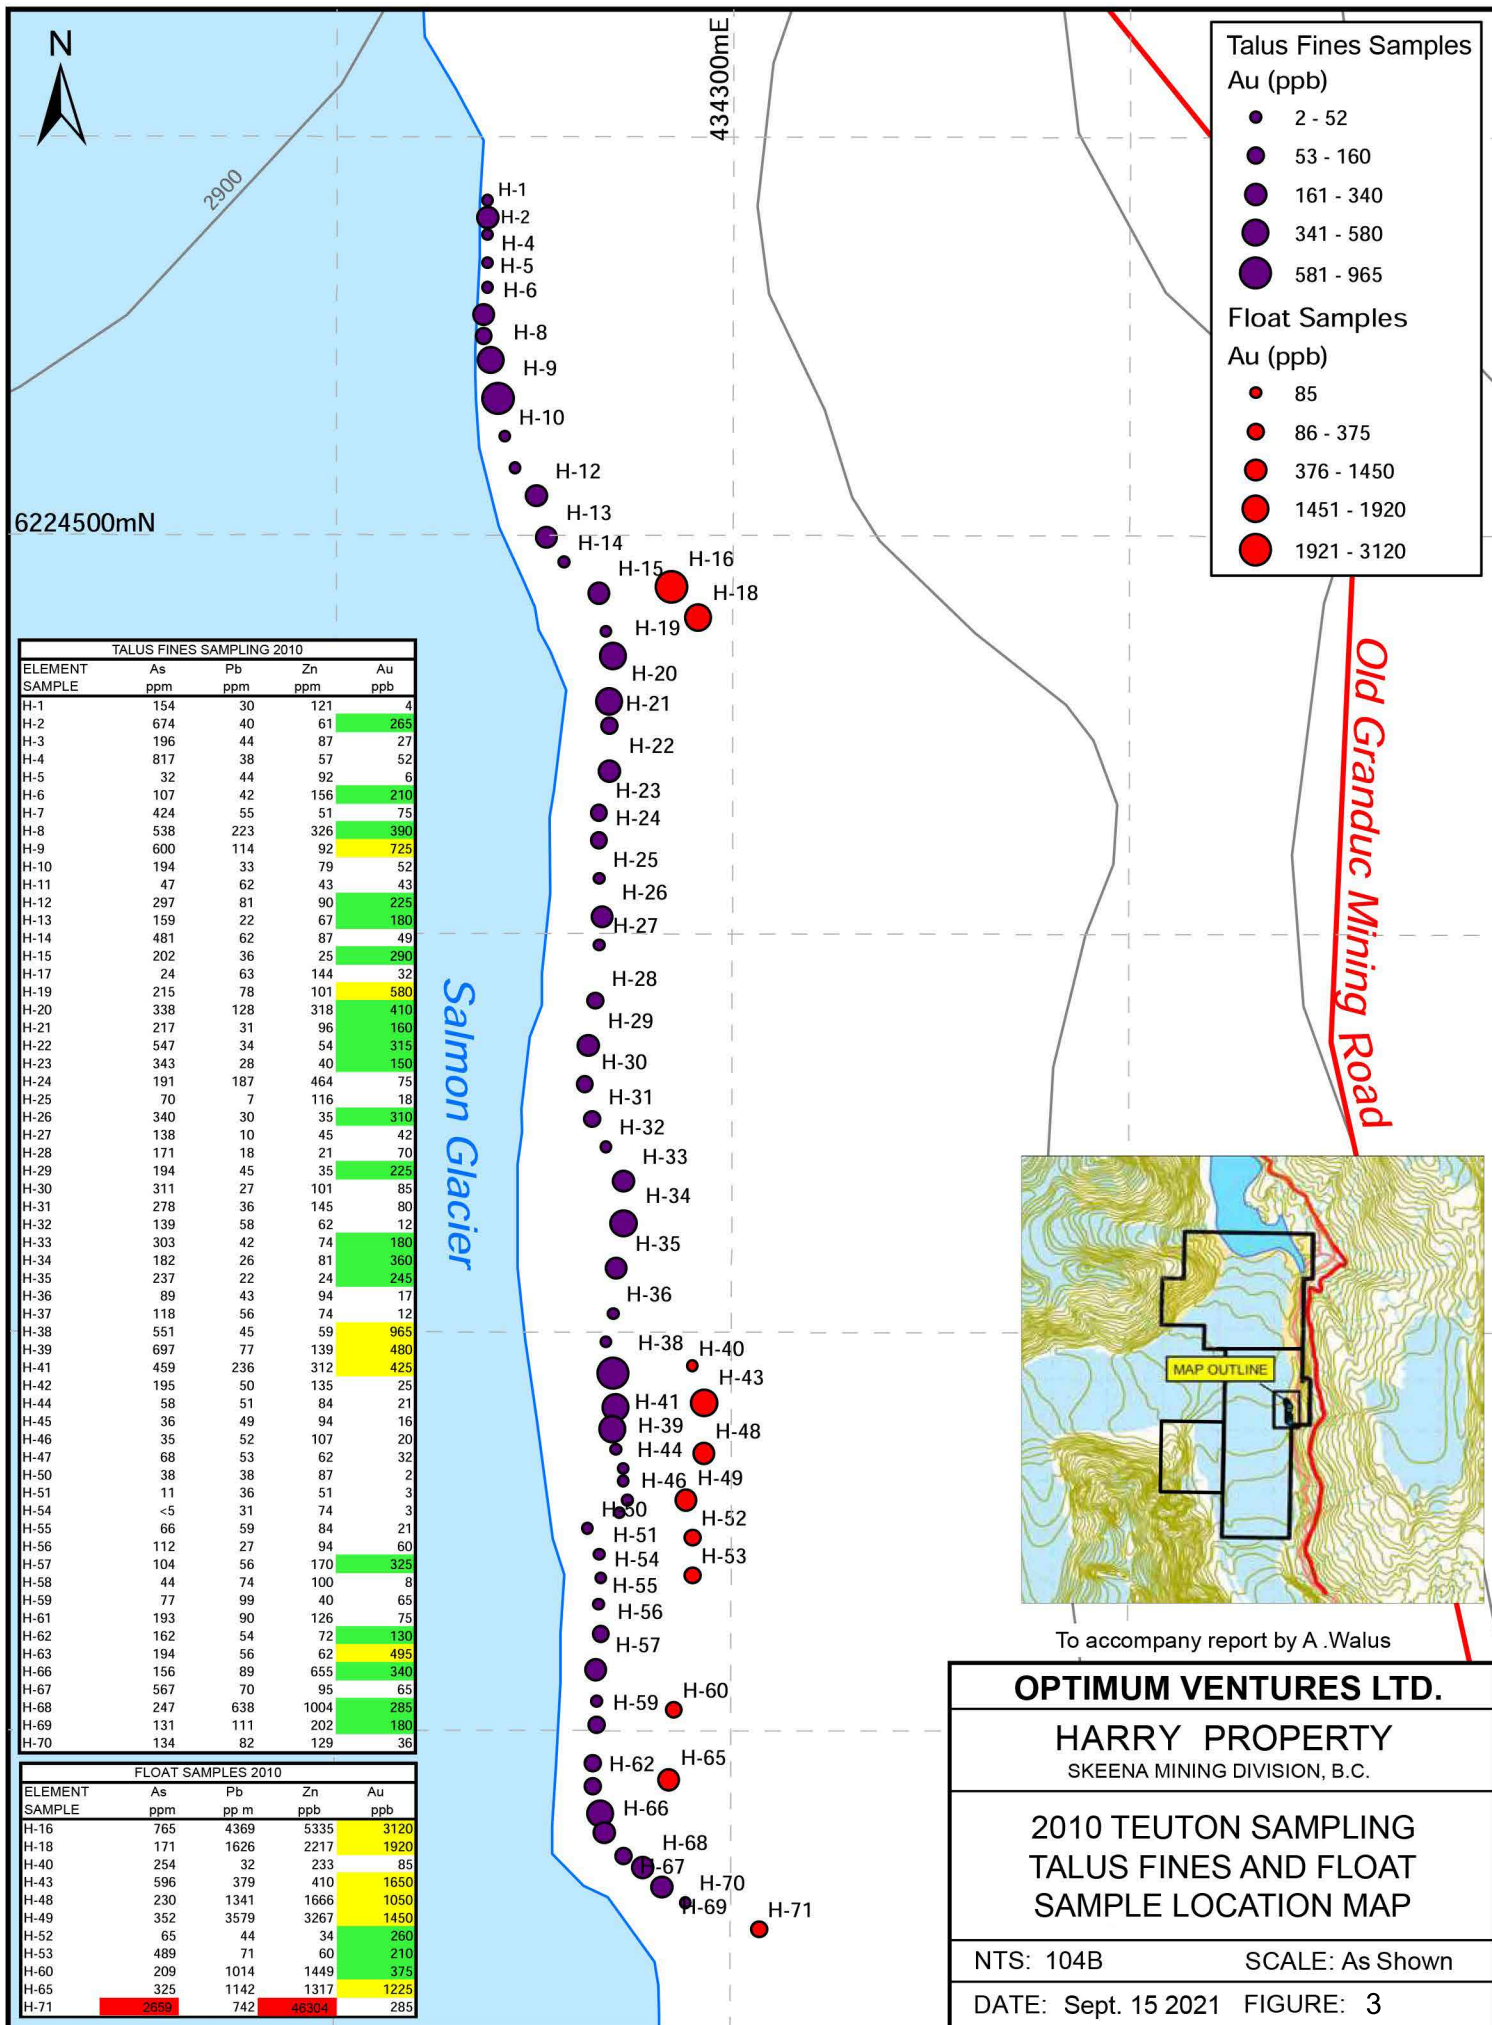 N
2900
434300mE
6224500mN
Talus Fines Samples
Au (ppb)
2 - 52
53 - 160
161 - 340
341 - 580
581 - 965
Float Samples
Au (ppb)
85
86 - 375
376 - 1450
1451 - 1920
1921 - 3120
H-1
H-2
H-4
H-5
H-6
H-8
H-9
H-10
H-12
H-13
H-14
H-15
H-16
H-18
H-19
H-20
H-21
H-22
H-23
H-24
H-25
H-26
H-27
H-28
H-29
H-30
H-31
H-32
H-33
H-34
H-35
H-36
H-38
H-40
H-43
H-41
H-39
H-48
H-44
H-46
H-49
H-50
H-52
H-51
H-53
H-54
H-55
H-56
H-57
H-60
H-59
H-65
H-62
H-66
H-68
H-67
H-70
H-69
H-71
Salmon Glacier
Old Granduc Mining Road
TALUS FINES SAMPLING 2010
ELEMENT As Pb Zn Au
SAMPLE ppm ppm ppm ppb
H-1 154 30 121 4
H-2 674 40 61 265
H-3 196 44 87 27
H-4 817 38 57 52
H-5 32 44 92 6
H-6 107 42 156 210
H-7 424 55 51 75
H-8 538 223 326 390
H-9 600 114 92 725
H-10 194 33 79 52
H-11 47 62 43 43
H-12 297 81 90 225
H-13 159 22 67 180
H-14 481 62 87 49
H-15 202 36 25 290
H-17 24 63 144 32
H-19 215 78 101 580
H-20 338 128 318 410
H-21 217 31 96 160
H-22 547 34 54 315
H-23 343 28 40 150
H-24 191 187 464 75
H-25 70 7 116 18
H-26 340 30 35 310
H-27 138 10 45 42
H-28 171 18 21 70
H-29 194 45 35 225
H-30 311 27 101 85
H-31 278 36 145 80
H-32 139 58 62 12
H-33 303 42 74 180
H-34 182 26 81 360
H-35 237 22 24 245
H-36 89 43 94 17
H-37 118 56 74 12
H-38 551 45 59 965
H-39 697 77 139 480
H-41 459 236 312 425
H-42 195 50 135 25
H-44 58 51 84 21
H-45 36 49 94 16
H-46 35 52 107 20
H-47 68 53 62 32
H-50 38 38 87 2
H-51 11 36 51 3
H-54 <5 31 74 3
H-55 66 59 84 21
H-56 112 27 94 60
H-57 104 56 170 325
H-58 44 74 100 8
H-59 77 99 40 65
H-61 193 90 126 75
H-62 162 54 72 130
H-63 194 56 62 495
H-66 156 89 655 340
H-67 567 70 95 65
H-68 247 638 1004 285
H-69 131 111 202 180
H-70 134 82 129 36
FLOAT SAMPLES 2010
ELEMENT As Pb Zn Au
SAMPLE ppm pp m ppb ppb
H-16 765 4369 5335 3120
H-18 171 1626 2217 1920
H-40 254 32 233 85
H-43 596 379 410 1650
H-48 230 1341 1666 1050
H-49 352 3579 3267 1450
H-52 65 44 34 260
H-53 489 71 60 210
H-60 209 1014 1449 375
H-65 325 1142 1317 1225
H-71 2659 742 46304 285
MAP OUTLINE
To accompany report by A .Walus
OPTIMUM VENTURES LTD.
HARRY PROPERTY
SKEENA MINING DIVISION, B.C.
2010 TEUTON SAMPLING
TALUS FINES AND FLOAT
SAMPLE LOCATION MAP
NTS: 104B SCALE: As Shown
DATE: Sept. 15 2021 FIGURE: 3